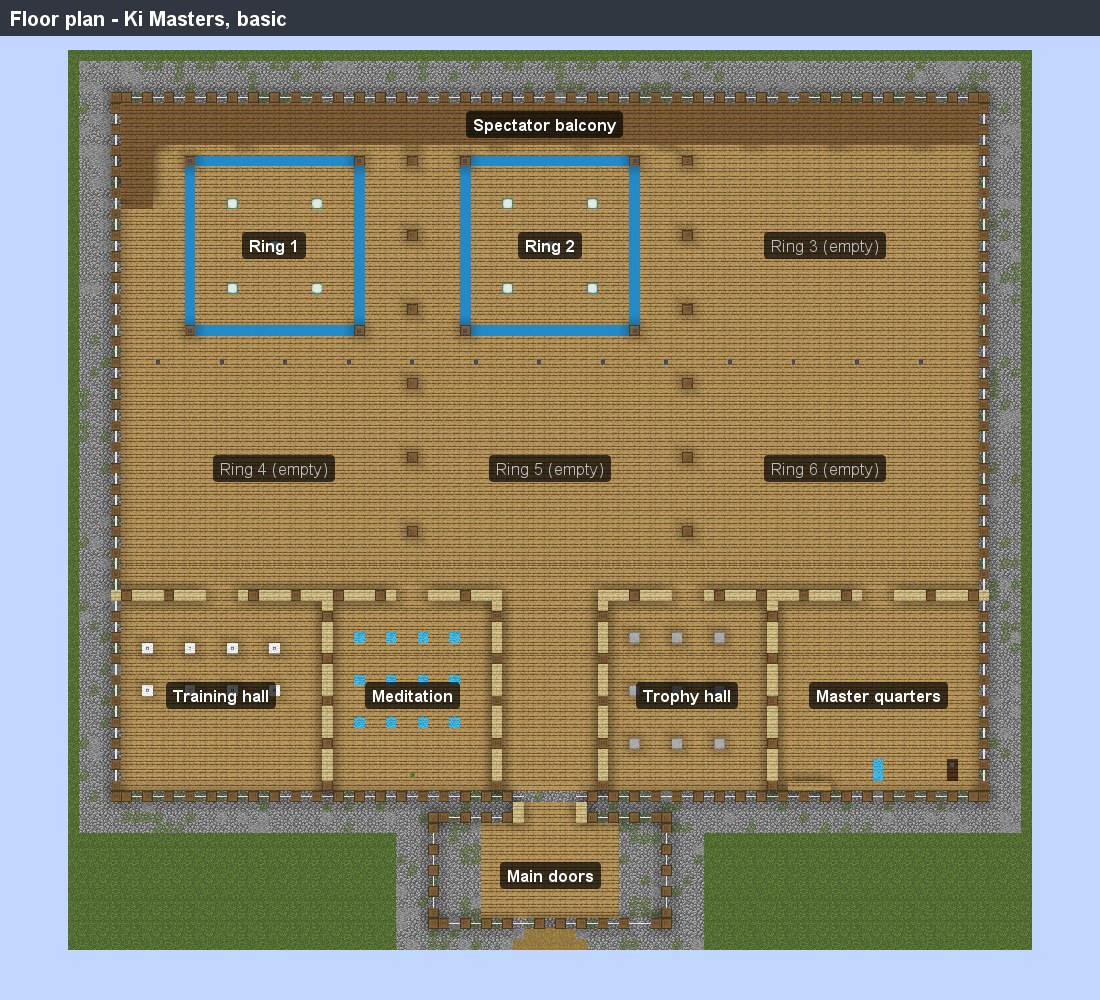 Floor plan - Ki Masters, basic
Spectator balcony
Ring 1
Ring 2
Ring 3 (empty)
Ring 4 (empty)
Ring 5 (empty)
Ring 6 (empty)
Training hall
Meditation
Trophy hall
Master quarters
Main doors